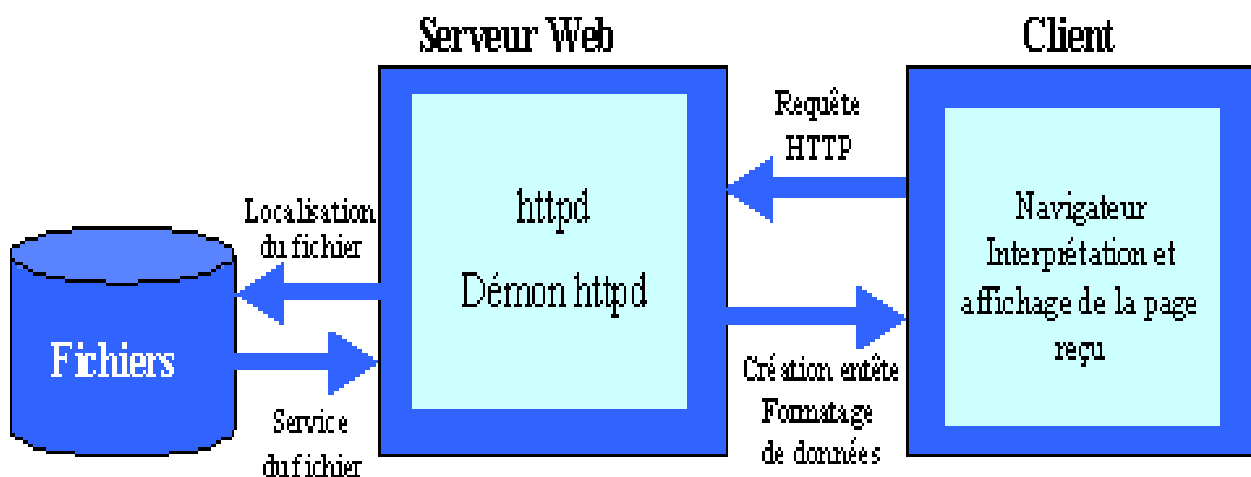 Serveur Web
Client
Requête
HTTP
Localisation
du fichier
httpd
Démon httpd
Navigateur
Interprétation et
affichage de la page
reçu
Fichiers
Service
du fichier
Création entête
Formatage
de données